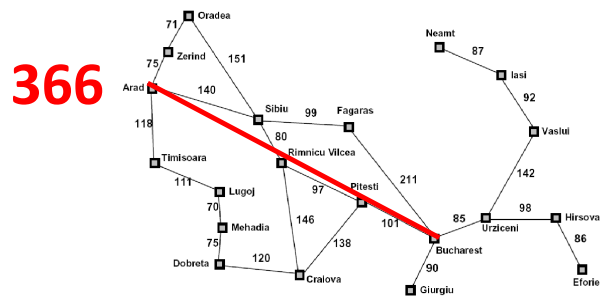 Oradea
Neamt
71
87
Zerind
151
Iasi
75
366
Arad
140
92
Sibiu
99
Fagaras
118
80
Vaslui
Rimnicu Vilcea
Timisoara
142
111
97
Pitesti
211
Lugoj
70
146
101
85
98
Hirsova
Mehadia
Urziceni
75
138
86
Bucharest
120
Dobreta
90
Craiova
Eforie
Giurgiu